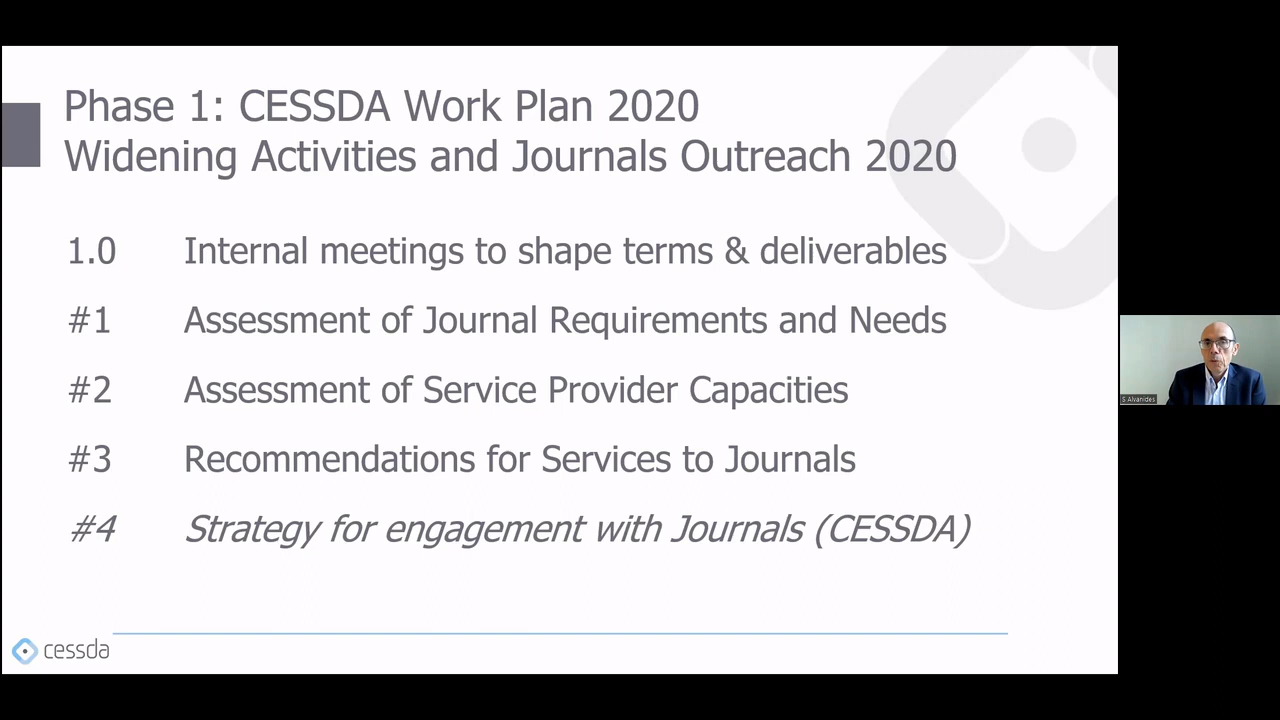 Phase 1: CESSDA Work Plan 2020
Widening Activities and Journals Outreach 2020
1.0 Internal meetings to shape terms & deliverables
#1 Assessment of Journal Requirements and Needs
#2 Assessment of Service Provider Capacities
#3 Recommendations for Services to Journals
#4 Strategy for engagement with Journals (CESSDA)
cessda
S Alvanides